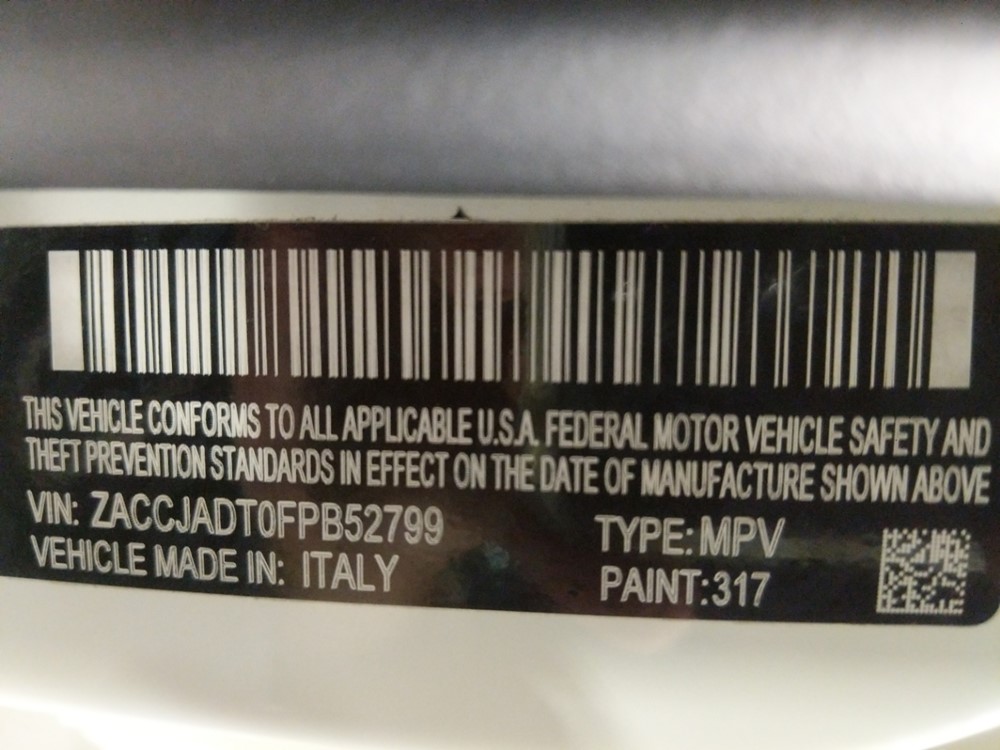 THIS VEHICLE CONFORMS TO ALL APPLICABLE U.S.A. FEDERAL MOTOR VEHICLE SAFETY AND
THEFT PREVENTION STANDARDS IN EFFECT ON THE DATE OF MANUFACTURE SHOWN ABOVE
VIN: ZACCJADT0FPB52799 TYPE: MPV
VEHICLE MADE IN: ITALY PAINT:317